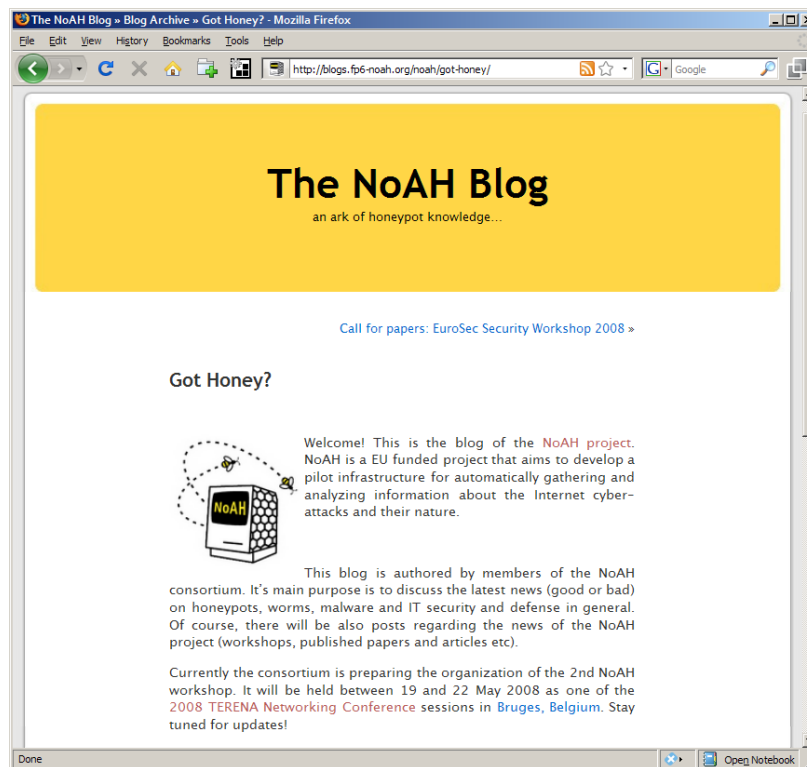 The NoAH Blog » Blog Archive » Got Honey? - Mozilla Firefox
File Edit View History Bookmarks Tools Help
http://blogs.fp6-noah.org/noah/got-honey/ G Google
The NoAH Blog
an ark of honeypot knowledge...
Call for papers: EuroSec Security Workshop 2008 »
Got Honey?
Welcome! This is the blog of the NoAH project.
NoAH is a EU funded project that aims to develop a
pilot infrastructure for automatically gathering and
analyzing information about the Internet cyber-
attacks and their nature.
NoAH
This blog is authored by members of the NoAH
consortium. It's main purpose is to discuss the latest news (good or bad)
on honeypots, worms, malware and IT security and defense in general.
Of course, there will be also posts regarding the news of the NoAH
project (workshops, published papers and articles etc).
Currently the consortium is preparing the organization of the 2nd NoAH
workshop. It will be held between 19 and 22 May 2008 as one of the
2008 TERENA Networking Conference sessions in Bruges, Belgium. Stay
tuned for updates!
Done Open Notebook